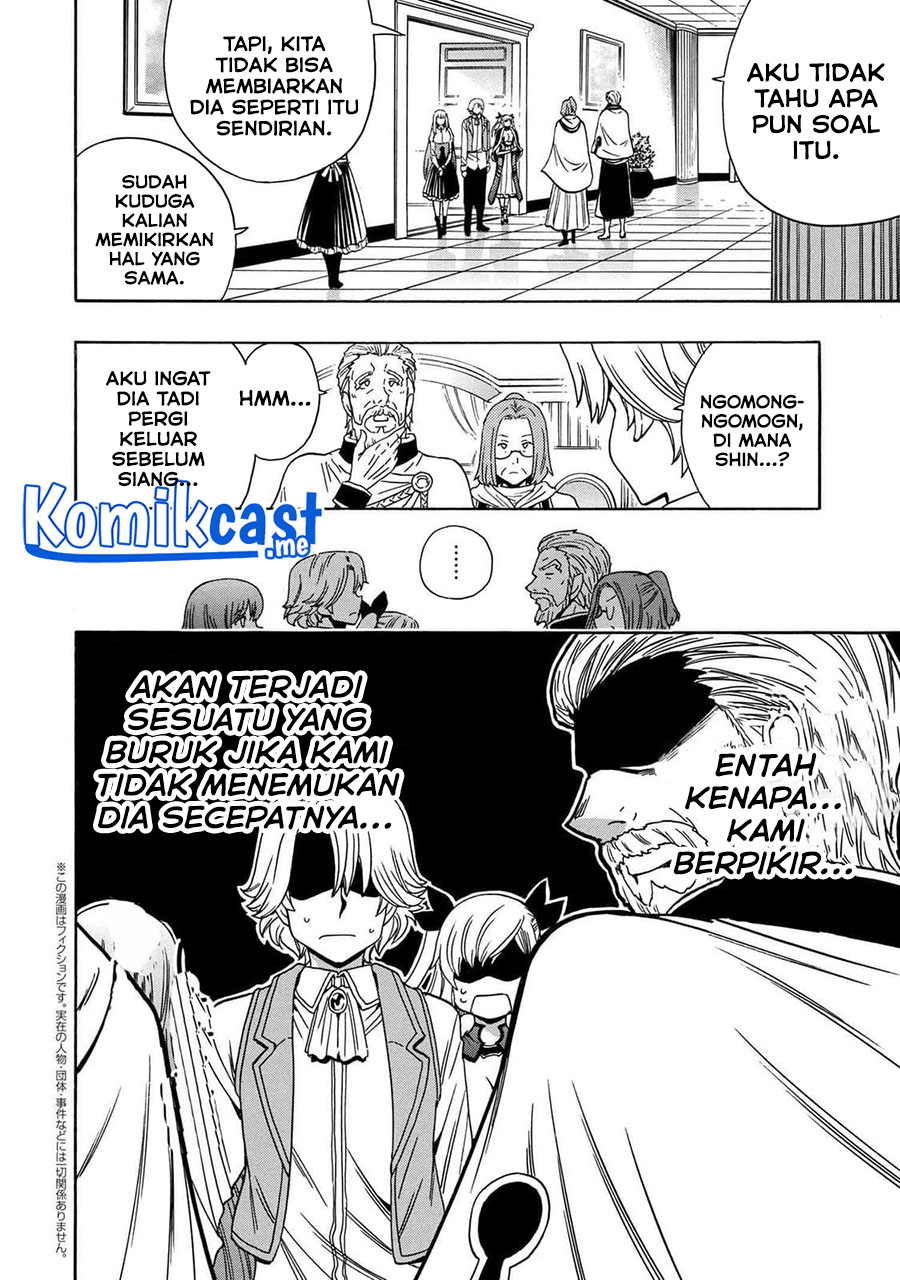 AKU TIDAK
TAHU APA
PUN SOAL
ITU.
TAPI, KITA
TIDAK BISA
MEMBIARKAN
DIA SEPERTI ITU
SENDIRIAN.
SUDAH
KUDUGA
KALIAN
MEMIKIRKAN
HAL YANG
SAMA.
NGOMONG-
NGOMOGN,
DI MANA
SHIN...?
HMM...
AKU INGAT
DIA TADI
PERGI
KELUAR
SEBELUM
SIANG...
Komikcast
.me
......
ENTAH
KENAPA...
KAMI
BERPIKIR...
AKAN TERJADI
SESUATU YANG
BURUK JIKA KAMI
TIDAK MENEMUKAN
DIA SECEPATNYA...
※この漫画はフィクションです。実在の人物・団体・事件などには一切関係ありません。